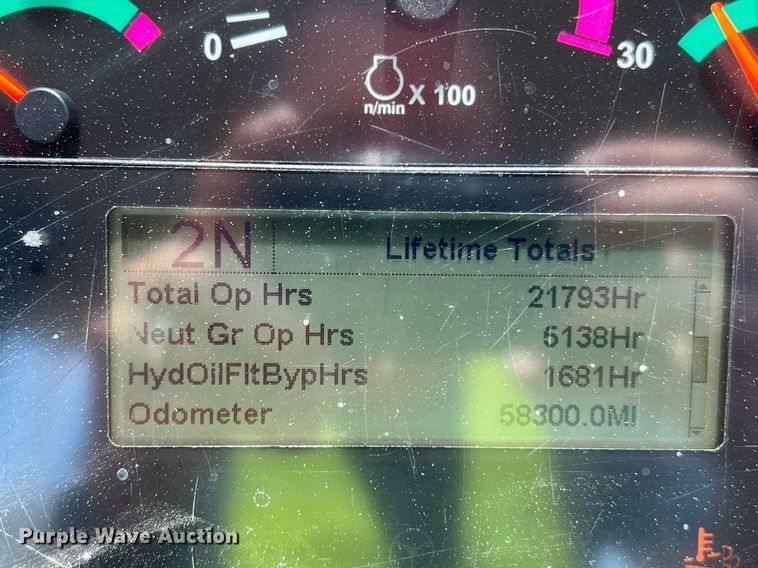 0
30
n/min X 100
2N Lifetime Totals
Total Op Hrs 21793Hr
Neut Gr Op Hrs 5138Hr
HydOilFltBypHrs 1681Hr
Odometer 58300.0MI
Purple Wave Auction